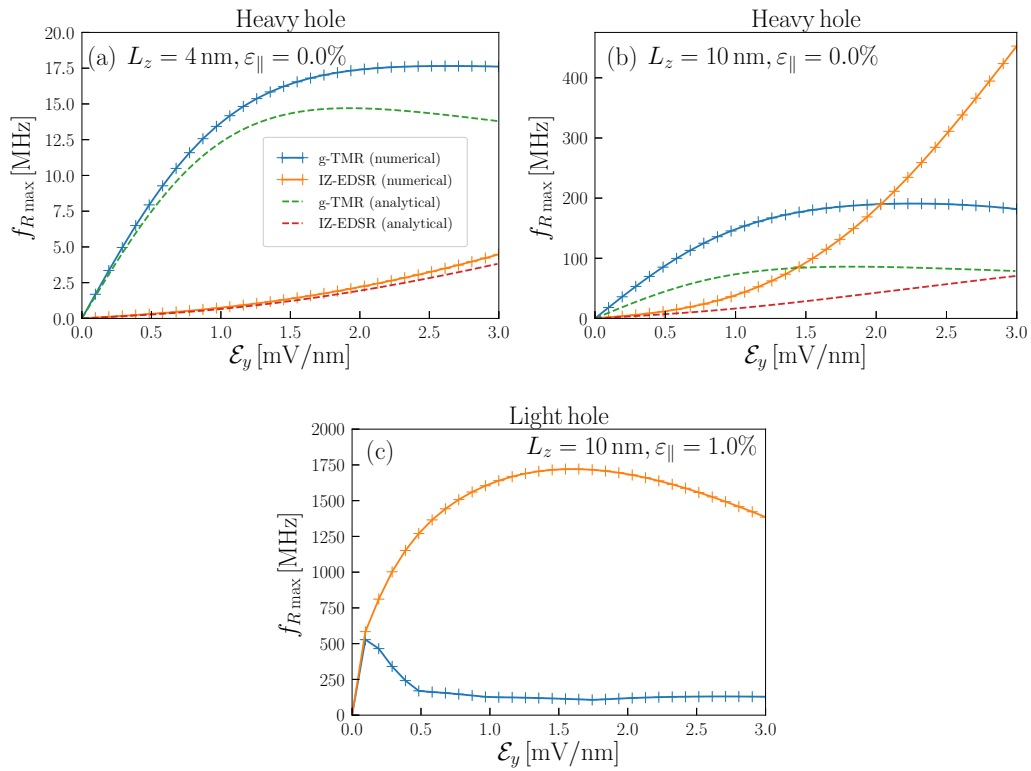 Heavy hole
(a) L_z = 4 nm, ε_∥ = 0.0%
20.0
17.5
15.0
12.5
10.0
7.5
5.0
2.5
0.0
f_{R max} [MHz]
g-TMR (numerical)
IZ-EDSR (numerical)
g-TMR (analytical)
IZ-EDSR (analytical)
0.0 0.5 1.0 1.5 2.0 2.5 3.0
ℰ_y [mV/nm]
Heavy hole
(b) L_z = 10 nm, ε_∥ = 0.0%
400
300
200
100
0
f_{R max} [MHz]
0.0 0.5 1.0 1.5 2.0 2.5 3.0
ℰ_y [mV/nm]
Light hole
(c) L_z = 10 nm, ε_∥ = 1.0%
2000
1750
1500
1250
1000
750
500
250
0
f_{R max} [MHz]
0.0 0.5 1.0 1.5 2.0 2.5 3.0
ℰ_y [mV/nm]